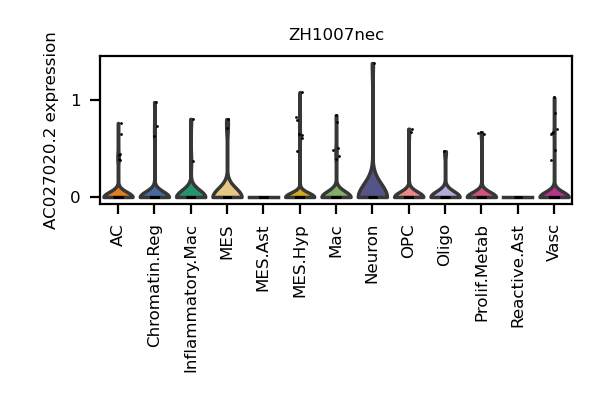 ZH1007nec
AC027020.2 expression
1
0
AC
Chromatin.Reg
Inflammatory.Mac
MES
MES.Ast
MES.Hyp
Mac
Neuron
OPC
Oligo
Prolif.Metab
Reactive.Ast
Vasc